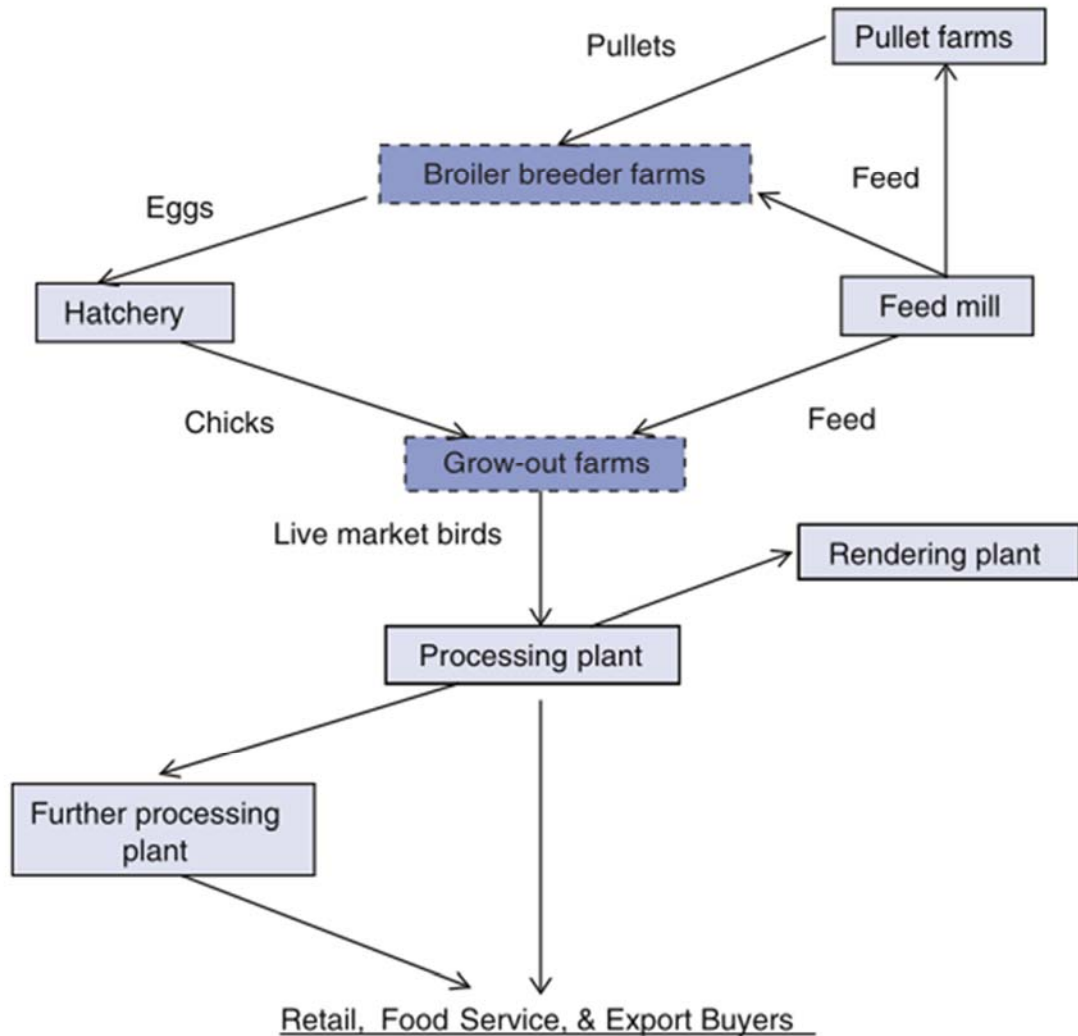 Pullet farms
Pullets
Broiler breeder farms
Feed
Eggs
Hatchery
Feed mill
Chicks
Feed
Grow-out farms
Live market birds
Rendering plant
Processing plant
Further processing
plant
Retail, Food Service, & Export Buyers